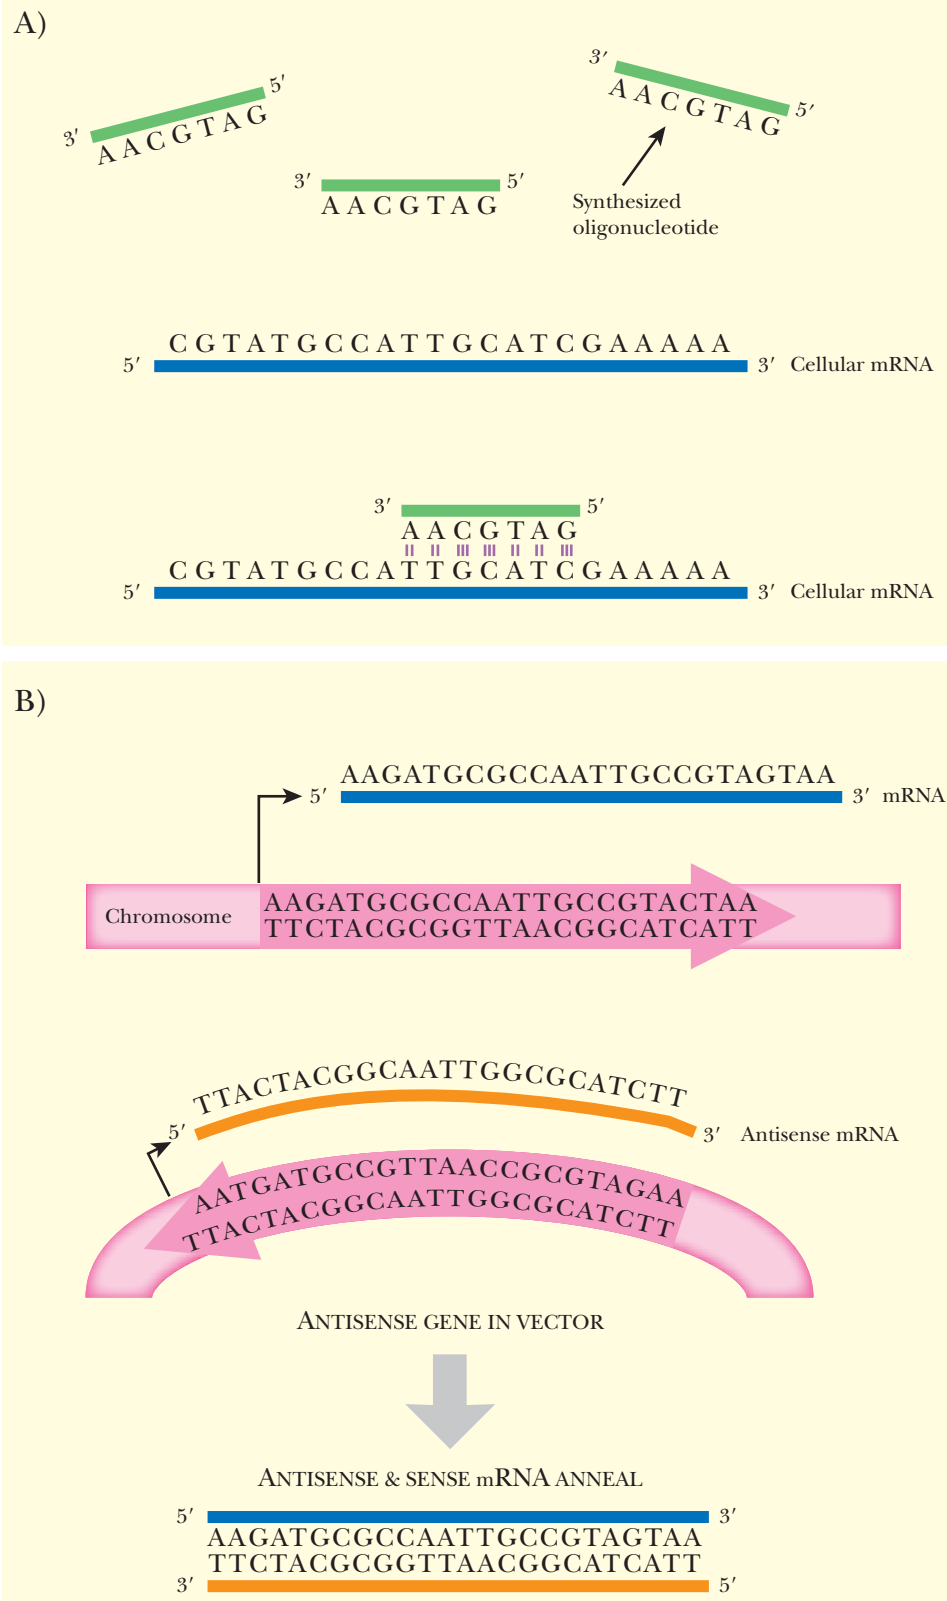 A)
3′ 5′
AACGTAG
3′ 5′
AACGTAG
3′ 5′
AACGTAG
Synthesized
oligonucleotide
CGTATGCCATTGCATCGAAAAA
5′ 3′ Cellular mRNA
3′ 5′
AACGTAG
CGTATGCCATTGCATCGAAAAA
5′ 3′ Cellular mRNA
B)
AAGATGCGCCAATTGCCGTAGTAA
5′ 3′ mRNA
Chromosome
AAGATGCGCCAATTGCCGTACTAA
TTCTACGCGGTTAACGGCATCATT
TTACTACGGCAATTGGCGCATCTT
5′ 3′ Antisense mRNA
AATGATGCCGTTAACCGCGTAGAA
TTACTACGGCAATTGGCGCATCTT
ANTISENSE GENE IN VECTOR
ANTISENSE & SENSE mRNA ANNEAL
5′ 3′
AAGATGCGCCAATTGCCGTAGTAA
TTCTACGCGGTTAACGGCATCATT
3′ 5′